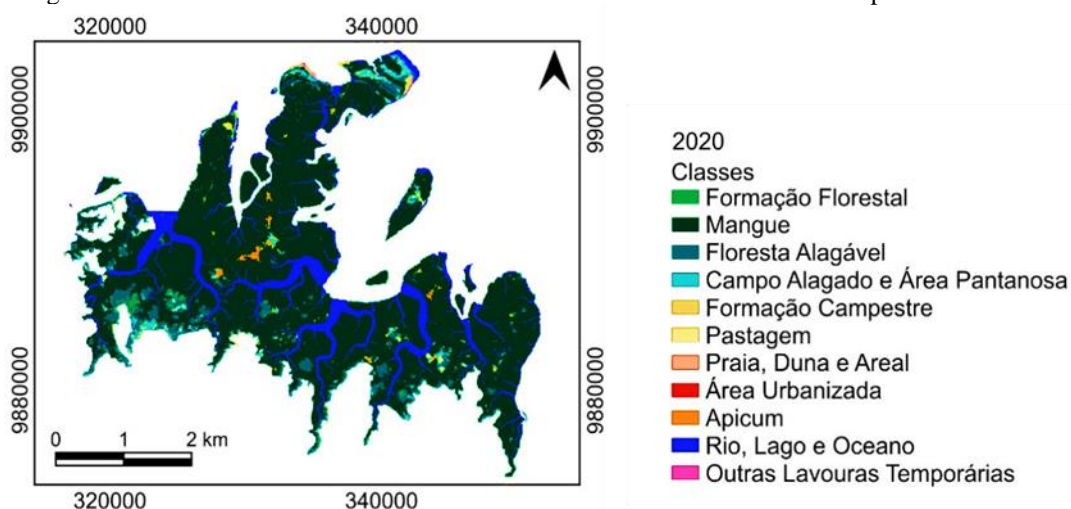 320000 340000
9900000 9900000
9880000 9880000
0 1 2 km
320000 340000
2020
Classes
Formação Florestal
Mangue
Floresta Alagável
Campo Alagado e Área Pantanosa
Formação Campestre
Pastagem
Praia, Duna e Areal
Área Urbanizada
Apicum
Rio, Lago e Oceano
Outras Lavouras Temporárias